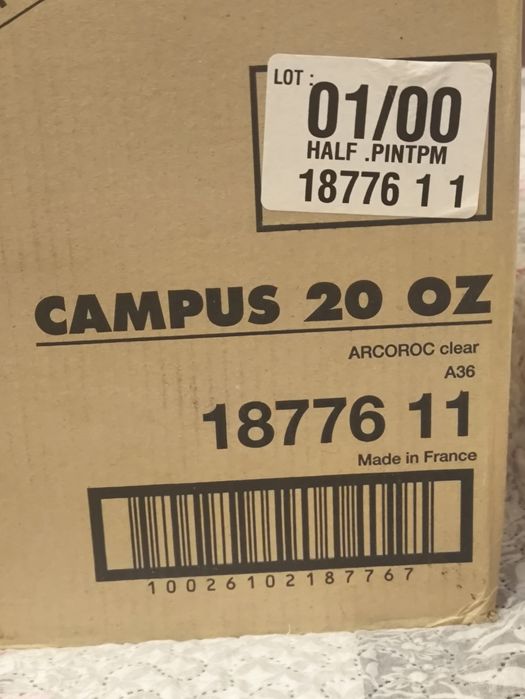 LOT :
01/00
HALF .PINTPM
18776 1 1
CAMPUS 20 OZ
ARCOROC clear
A36
18776 11
Made in France
10026102187767